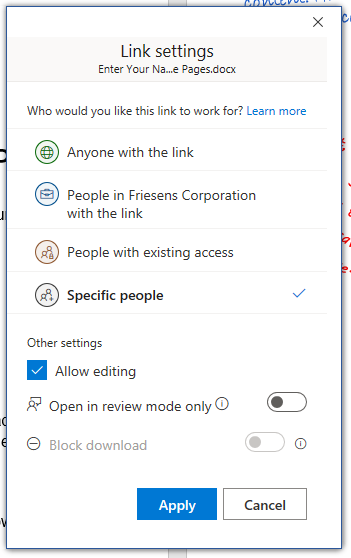 Link settings
Enter Your Na...e Pages.docx
Who would you like this link to work for? Learn more
Anyone with the link
People in Friesens Corporation
with the link
People with existing access
Specific people
Other settings
Allow editing
Open in review mode only
Block download
Apply
Cancel